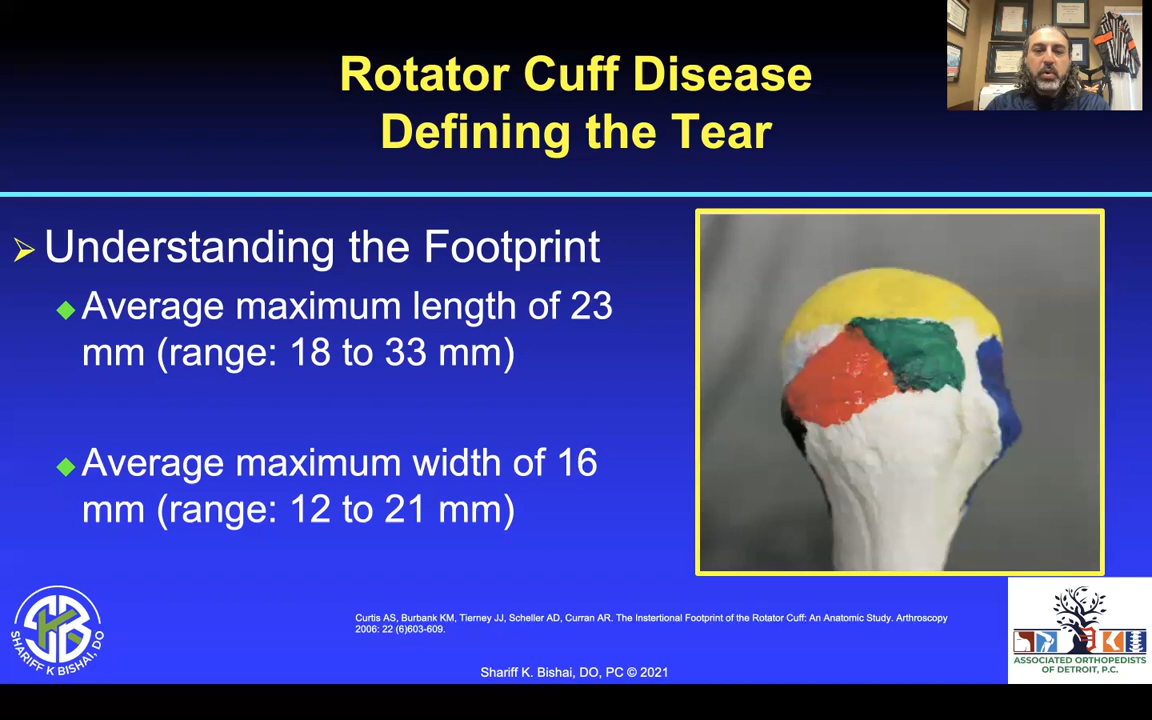 Rotator Cuff Disease
Defining the Tear
Understanding the Footprint
Average maximum length of 23
mm (range: 18 to 33 mm)
Average maximum width of 16
mm (range: 12 to 21 mm)
Curtis AS, Burbank KM, Tierney JJ, Scheller AD, Curran AR. The Instertional Footprint of the Rotator Cuff: An Anatomic Study. Arthroscopy
2006: 22 (6)603-609.
SHARIFF K BISHAI, DO
Shariff K. Bishai, DO, PC © 2021
ASSOCIATED ORTHOPEDISTS
OF DETROIT, P.C.